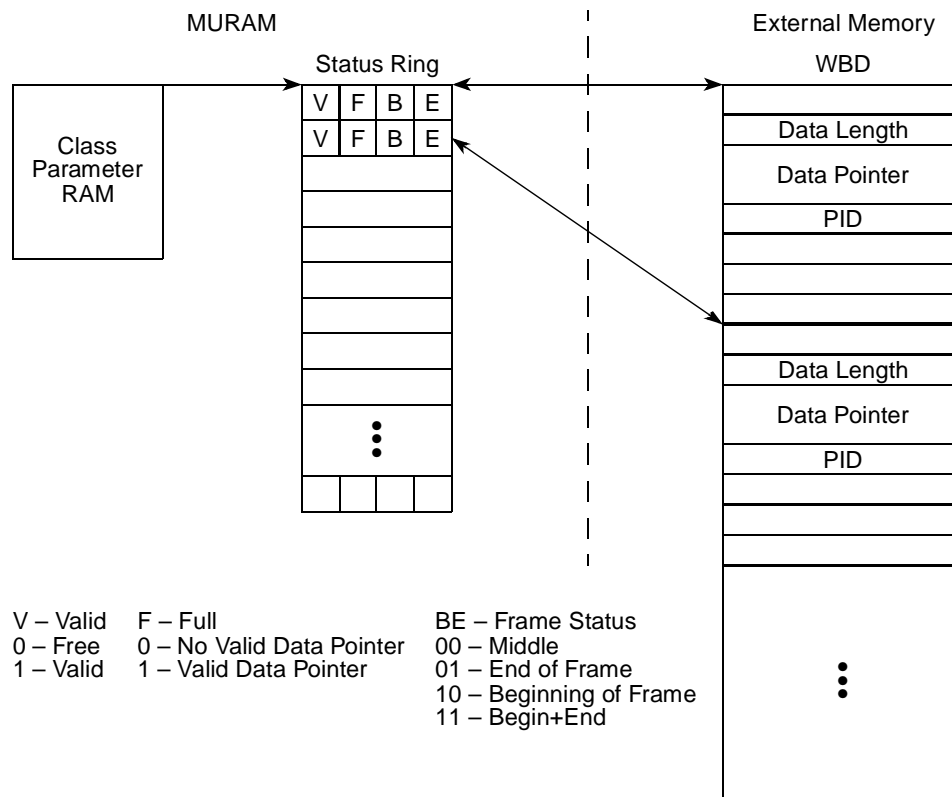 MURAM
External Memory
Status Ring
WBD
V F B E
V F B E
Class
Parameter
RAM
Data Length
Data Pointer
PID
Data Length
Data Pointer
PID
V – Valid
0 – Free
1 – Valid
F – Full
0 – No Valid Data Pointer
1 – Valid Data Pointer
BE – Frame Status
00 – Middle
01 – End of Frame
10 – Beginning of Frame
11 – Begin+End